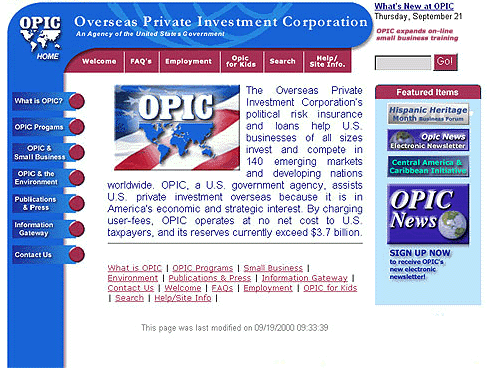 OPIC
HOME
Overseas Private Investment Corporation
An Agency of the United States Government
What's New at OPIC
Thursday, September 21
OPIC expands on-line
small business training
Go!
Welcome
FAQ's
Employment
Opic
for Kids
Search
Help/
Site Info.
What is OPIC?
OPIC Progams
OPIC &
Small Business
OPIC & the
Environment
Publications
& Press
Information
Gateway
Contact Us
OPIC
The Overseas Private
Investment Corporation's
political risk insurance
and loans help U.S.
businesses of all sizes
invest and compete in
140 emerging markets
and developing nations
worldwide. OPIC, a U.S. government agency, assists
U.S. private investment overseas because it is in
America's economic and strategic interest. By charging
user-fees, OPIC operates at no net cost to U.S.
taxpayers, and its reserves currently exceed $3.7 billion.
What is OPIC | OPIC Programs | Small Business |
Environment | Publications & Press | Information Gateway |
Contact Us | Welcome | FAQs | Employment | OPIC for Kids
| Search | Help/Site Info |
This page was last modified on 09/19/2000 09:33:39
Featured Items
Hispanic Heritage
Month Business Forum
Opic News
Electronic Newsletter
Central America &
Caribbean Initiative
OPIC
News
SIGN UP NOW
to receive OPIC's
new electronic
newsletter!